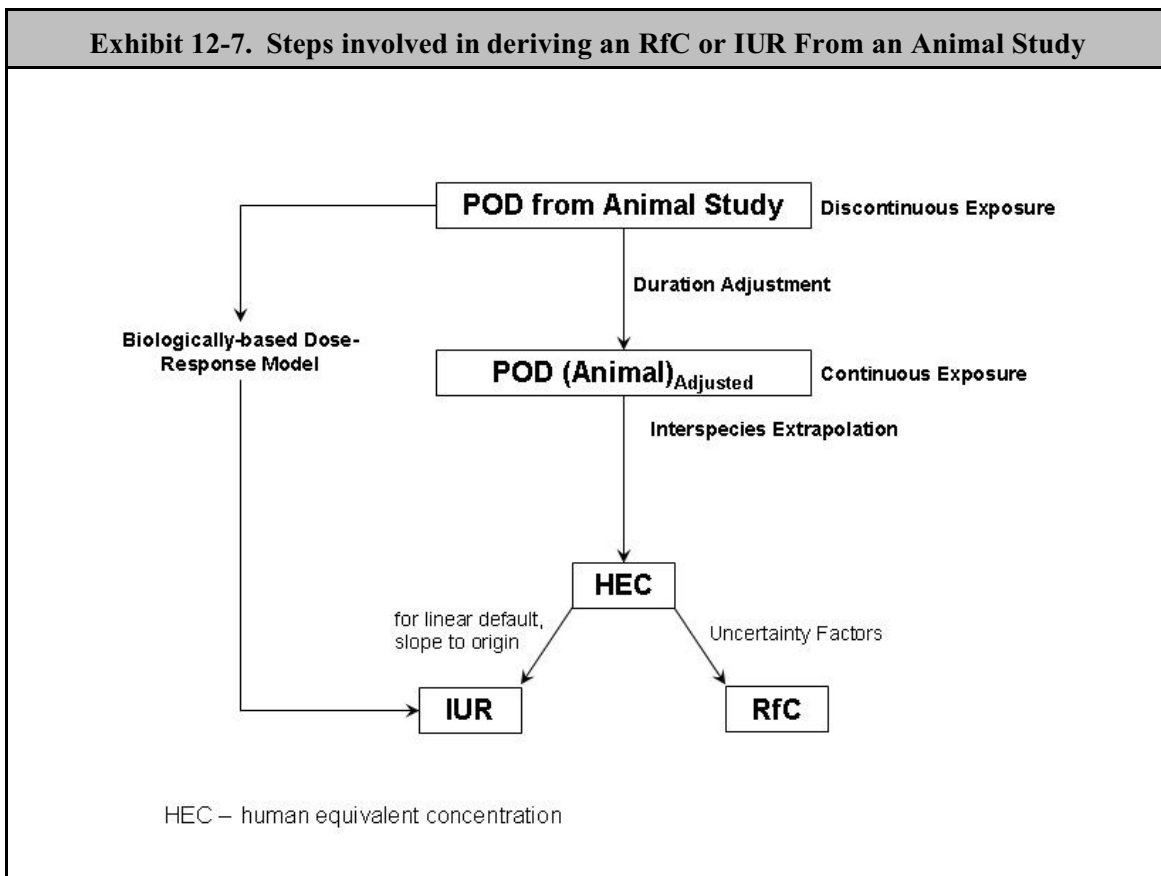 Exhibit 12-7. Steps involved in deriving an RfC or IUR From an Animal Study
POD from Animal Study
Discontinuous Exposure
Duration Adjustment
Biologically-based Dose-
Response Model
POD (Animal)Adjusted
Continuous Exposure
Interspecies Extrapolation
HEC
for linear default,
slope to origin
Uncertainty Factors
IUR
RfC
HEC – human equivalent concentration